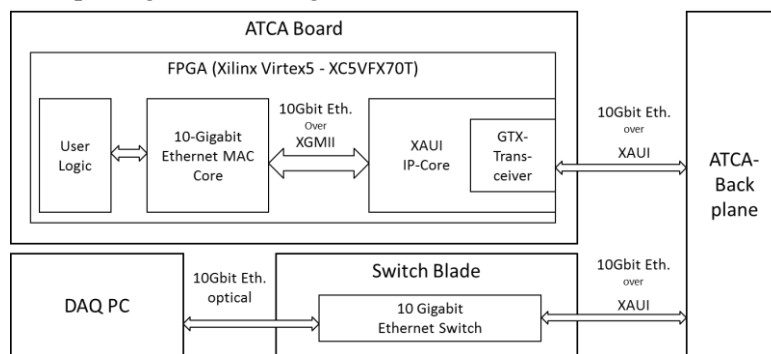 ATCA Board
FPGA (Xilinx Virtex5 - XC5VFX70T)
User
Logic
10-Gigabit
Ethernet MAC
Core
10Gbit Eth.
Over
XGMII
XAUI
IP-Core
GTX-
Trans-
ceiver
10Gbit Eth.
over
XAUI
ATCA-
Back
plane
DAQ PC
10Gbit Eth.
optical
Switch Blade
10 Gigabit
Ethernet Switch
10Gbit Eth.
over
XAUI